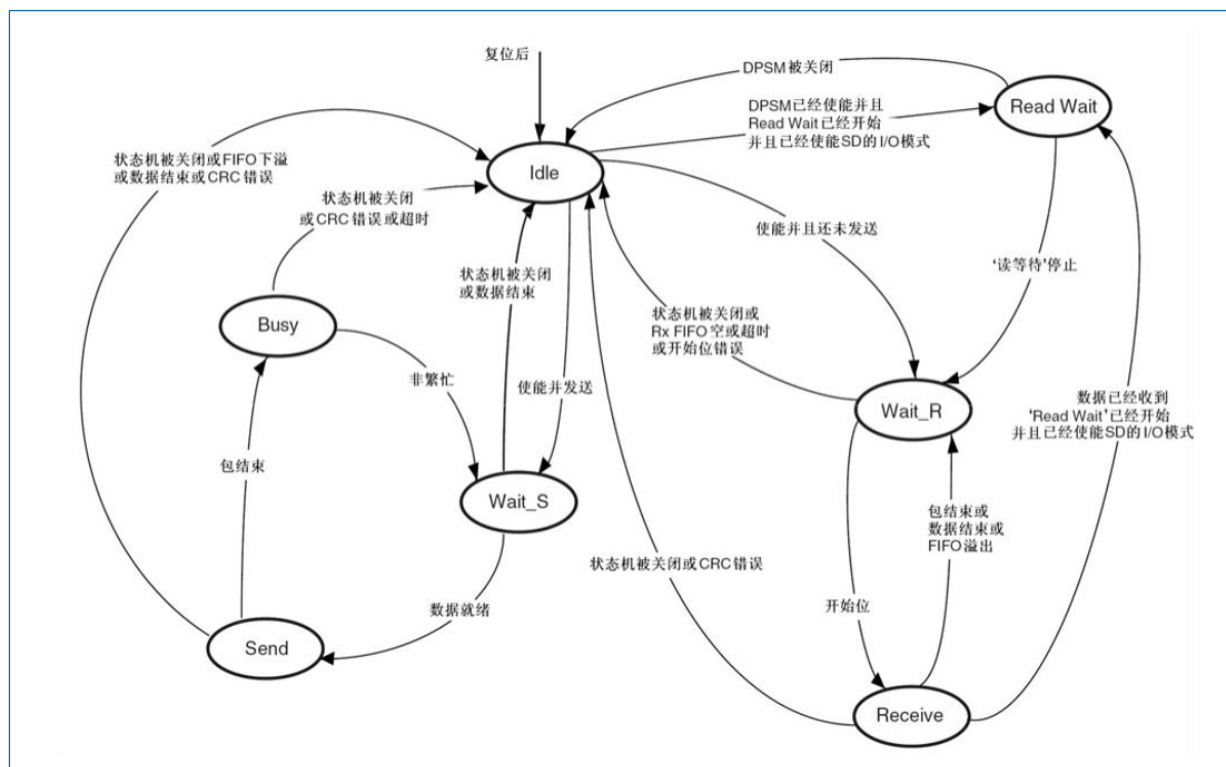 复位后
DPSM 被关闭
Read Wait
DPSM已经使能并且
Read Wait 已经开始
并且已经使能SD的I/O模式
状态机被关闭或FIFO下溢
或数据结束或CRC错误
Idle
状态机被关闭
或CRC错误或超时
使能并且还未发送
状态机被关闭
或数据结束
‘读等待’停止
状态机被关闭或
Rx FIFO空或超时
或开始位错误
Busy
非繁忙
使能并发送
Wait_R
数据已经收到
‘Read Wait’已经开始
并且已经使能SD的I/O模式
包结束
Wait_S
包结束或
数据结束或
FIFO溢出
状态机被关闭或CRC错误
数据就绪
开始位
Send
Receive